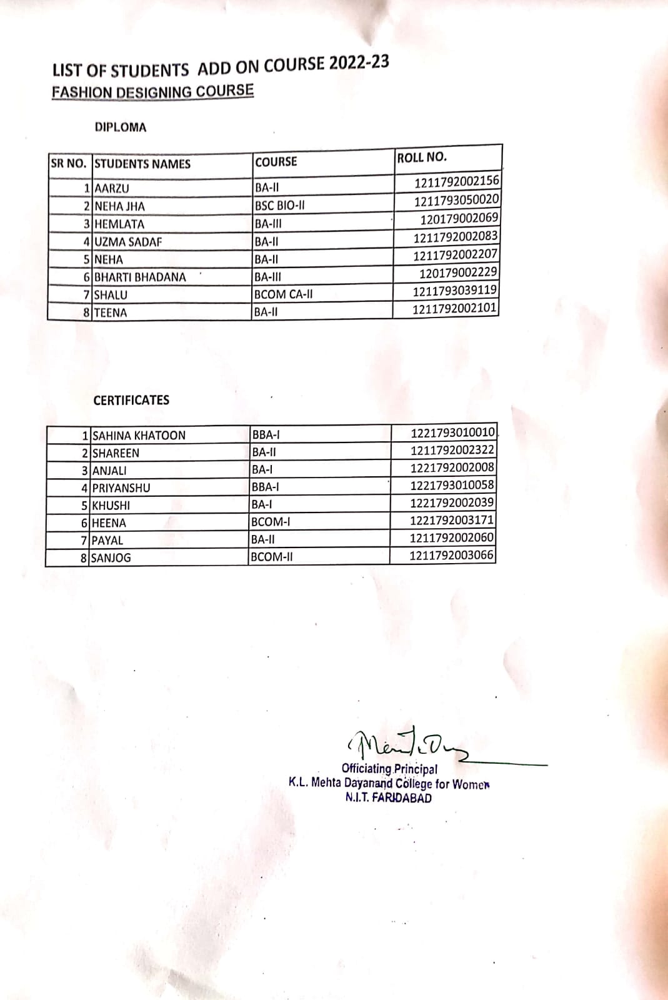 LIST OF STUDENTS ADD ON COURSE 2022-23
FASHION DESIGNING COURSE
DIPLOMA
SR NO. STUDENTS NAMES COURSE ROLL NO.
1 AARZU BA-II 1211792002156
2 NEHA JHA BSC BIO-II 1211793050020
3 HEMLATA BA-III 120179002069
4 UZMA SADAF BA-II 1211792002083
5 NEHA BA-II 1211792002207
6 BHARTI BHADANA BA-III 120179002229
7 SHALU BCOM CA-II 1211793039119
8 TEENA BA-II 1211792002101
CERTIFICATES
1 SAHINA KHATOON BBA-I 1221793010010
2 SHAREEN BA-II 1211792002322
3 ANJALI BA-I 1221792002008
4 PRIYANSHU BBA-I 1221793010058
5 KHUSHI BA-I 1221792002039
6 HEENA BCOM-I 1221792003171
7 PAYAL BA-II 1211792002060
8 SANJOG BCOM-II 1211792003066
Officiating Principal
K.L. Mehta Dayanand College for Women
N.I.T. FARIDABAD